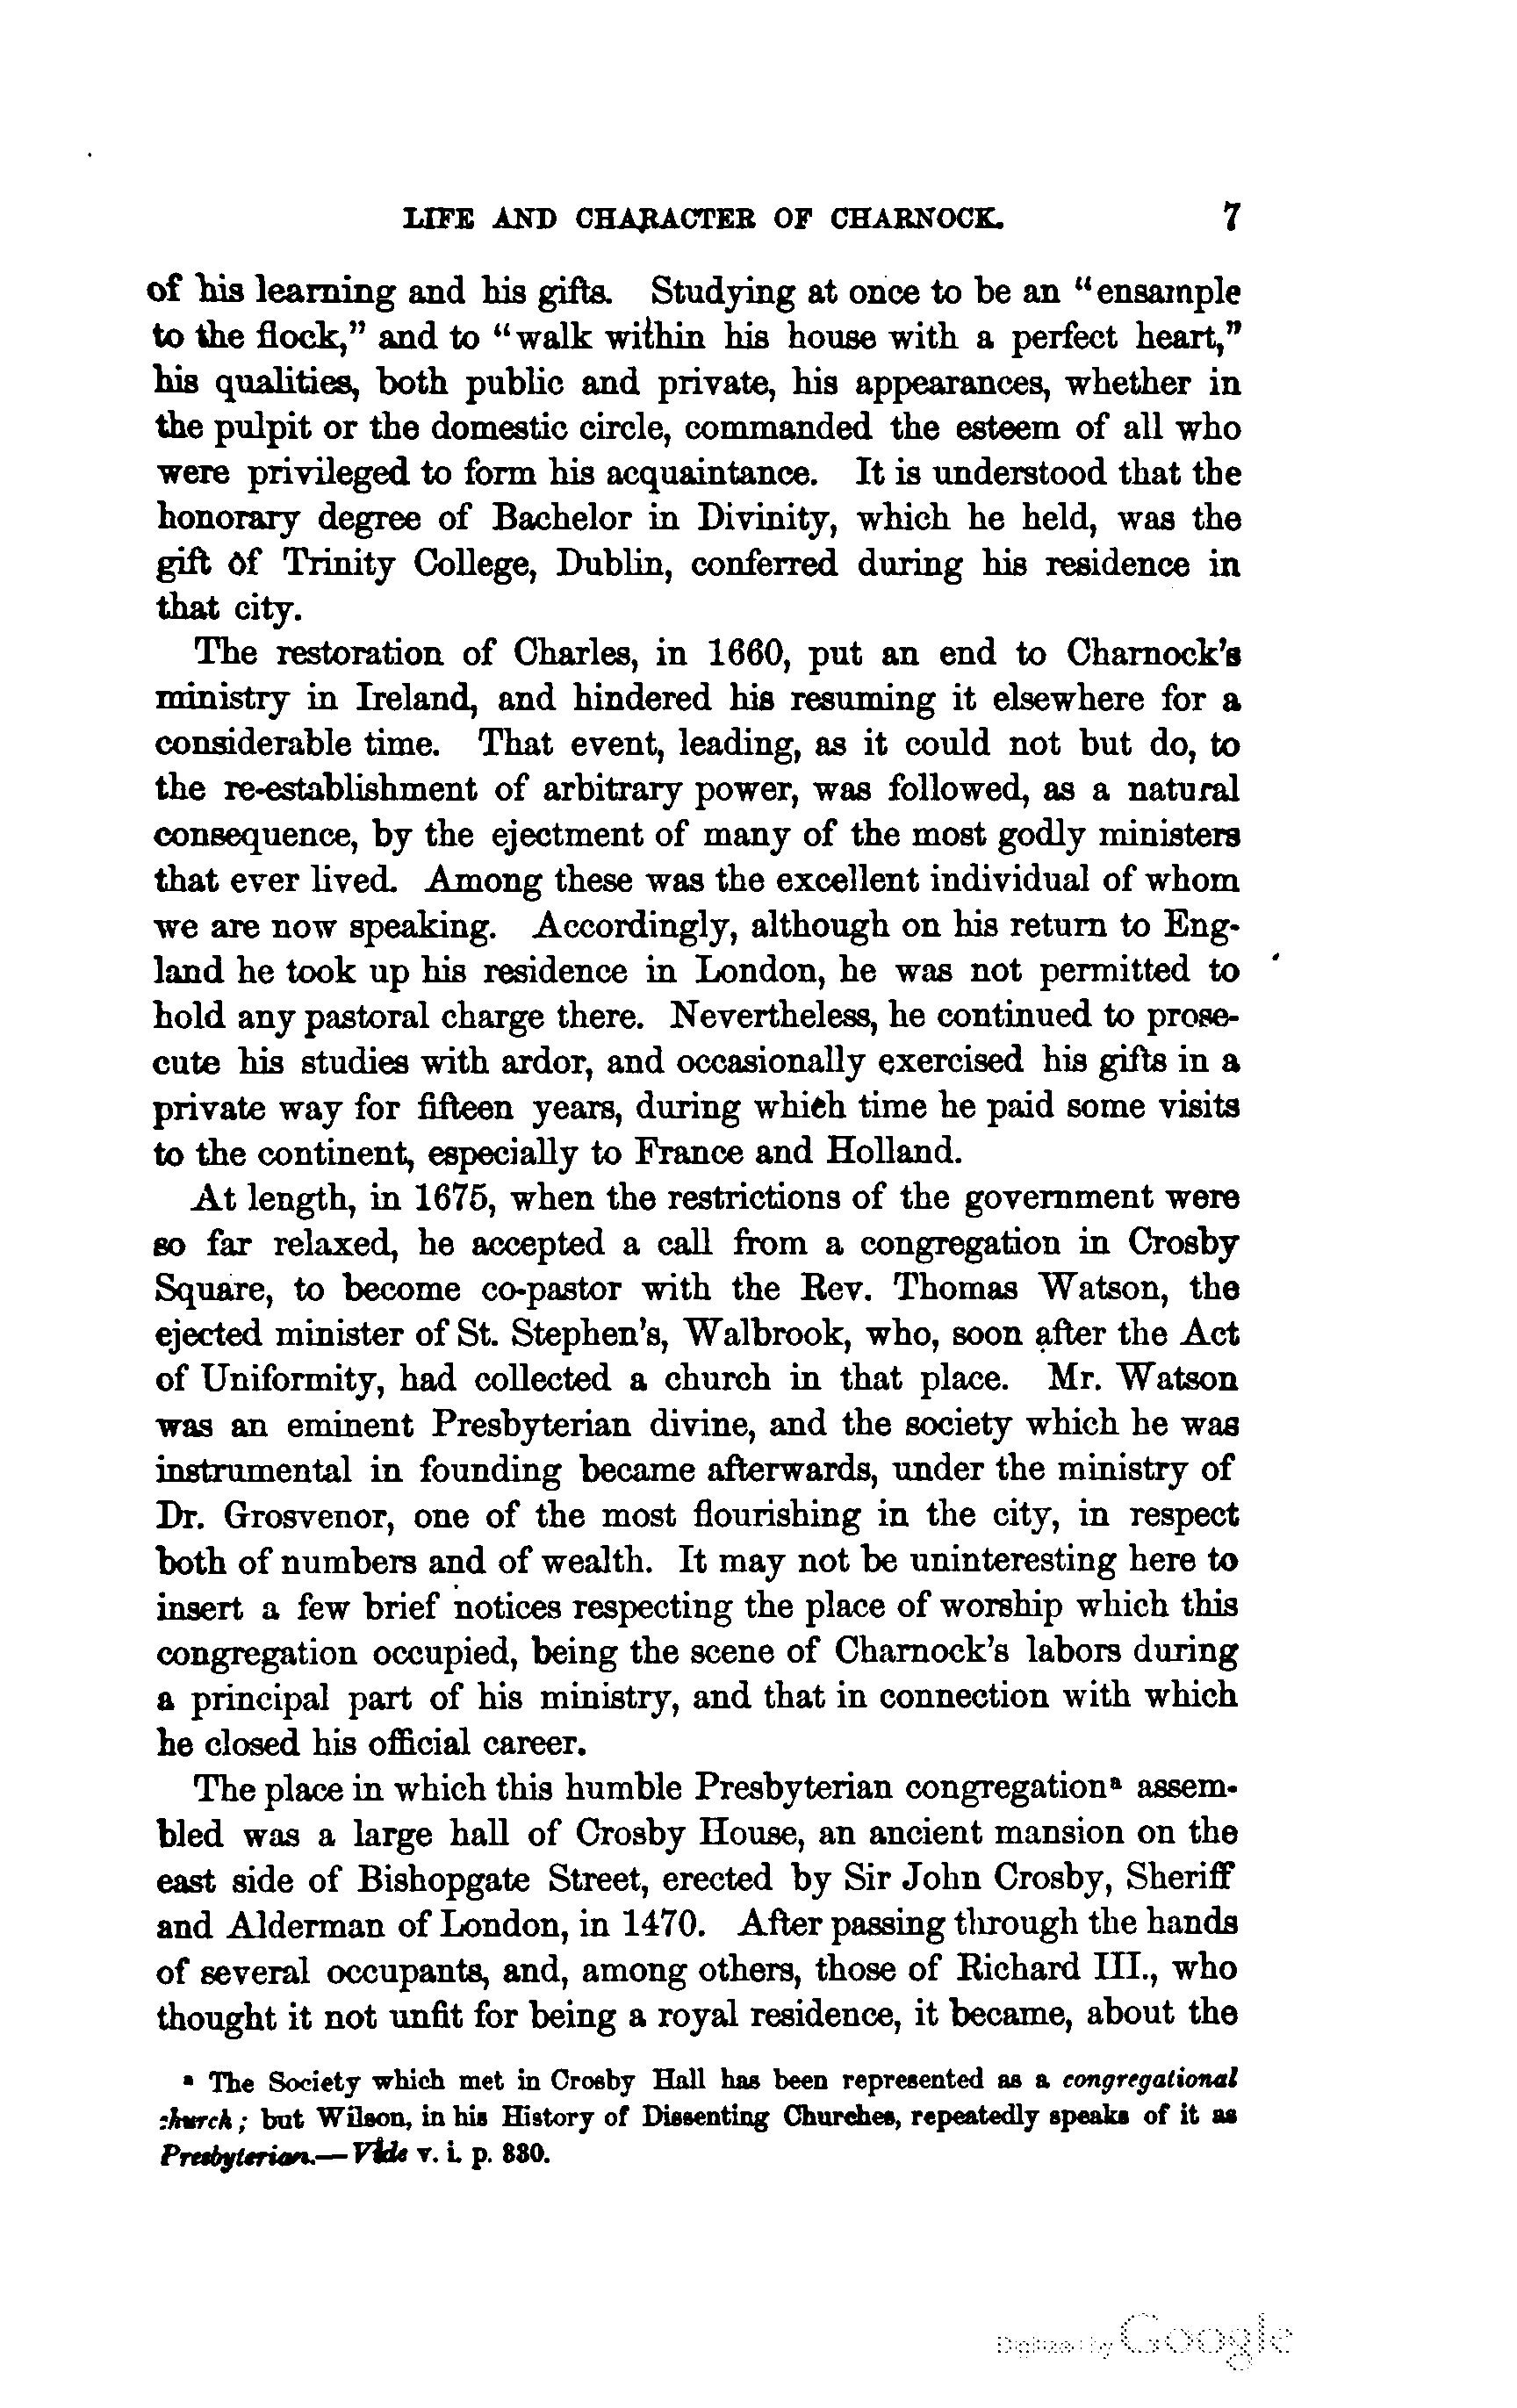 LIFE AND CHARACTER OF CHARNOCK. 7
of his learning and his gifts. Studying at once to be an “ensample
to the flock,” and to “walk within his house with a perfect heart,”
his qualities, both public and private, his appearances, whether in
the pulpit or the domestic circle, commanded the esteem of all who
were privileged to form his acquaintance. It is understood that the
honorary degree of Bachelor in Divinity, which he held, was the
gift of Trinity College, Dublin, conferred during his residence in
that city.
The restoration of Charles, in 1660, put an end to Charnock’s
ministry in Ireland, and hindered his resuming it elsewhere for a
considerable time. That event, leading, as it could not but do, to
the re-establishment of arbitrary power, was followed, as a natural
consequence, by the ejectment of many of the most godly ministers
that ever lived. Among these was the excellent individual of whom
we are now speaking. Accordingly, although on his return to Eng-
land he took up his residence in London, he was not permitted to
hold any pastoral charge there. Nevertheless, he continued to prose-
cute his studies with ardor, and occasionally exercised his gifts in a
private way for fifteen years, during which time he paid some visits
to the continent, especially to France and Holland.
At length, in 1675, when the restrictions of the government were
so far relaxed, he accepted a call from a congregation in Crosby
Square, to become co-pastor with the Rev. Thomas Watson, the
ejected minister of St. Stephen’s, Walbrook, who, soon after the Act
of Uniformity, had collected a church in that place. Mr. Watson
was an eminent Presbyterian divine, and the society which he was
instrumental in founding became afterwards, under the ministry of
Dr. Grosvenor, one of the most flourishing in the city, in respect
both of numbers and of wealth. It may not be uninteresting here to
insert a few brief notices respecting the place of worship which this
congregation occupied, being the scene of Charnock’s labors during
a principal part of his ministry, and that in connection with which
he closed his official career.
The place in which this humble Presbyterian congregationᵃ assem-
bled was a large hall of Crosby House, an ancient mansion on the
east side of Bishopgate Street, erected by Sir John Crosby, Sheriff
and Alderman of London, in 1470. After passing through the hands
of several occupants, and, among others, those of Richard III., who
thought it not unfit for being a royal residence, it became, about the
ᵃ The Society which met in Crosby Hall has been represented as a congregational
church; but Wilson, in his History of Dissenting Churches, repeatedly speaks of it as
Presbyterian.—Vide v. i. p. 330.
Digitized by Google